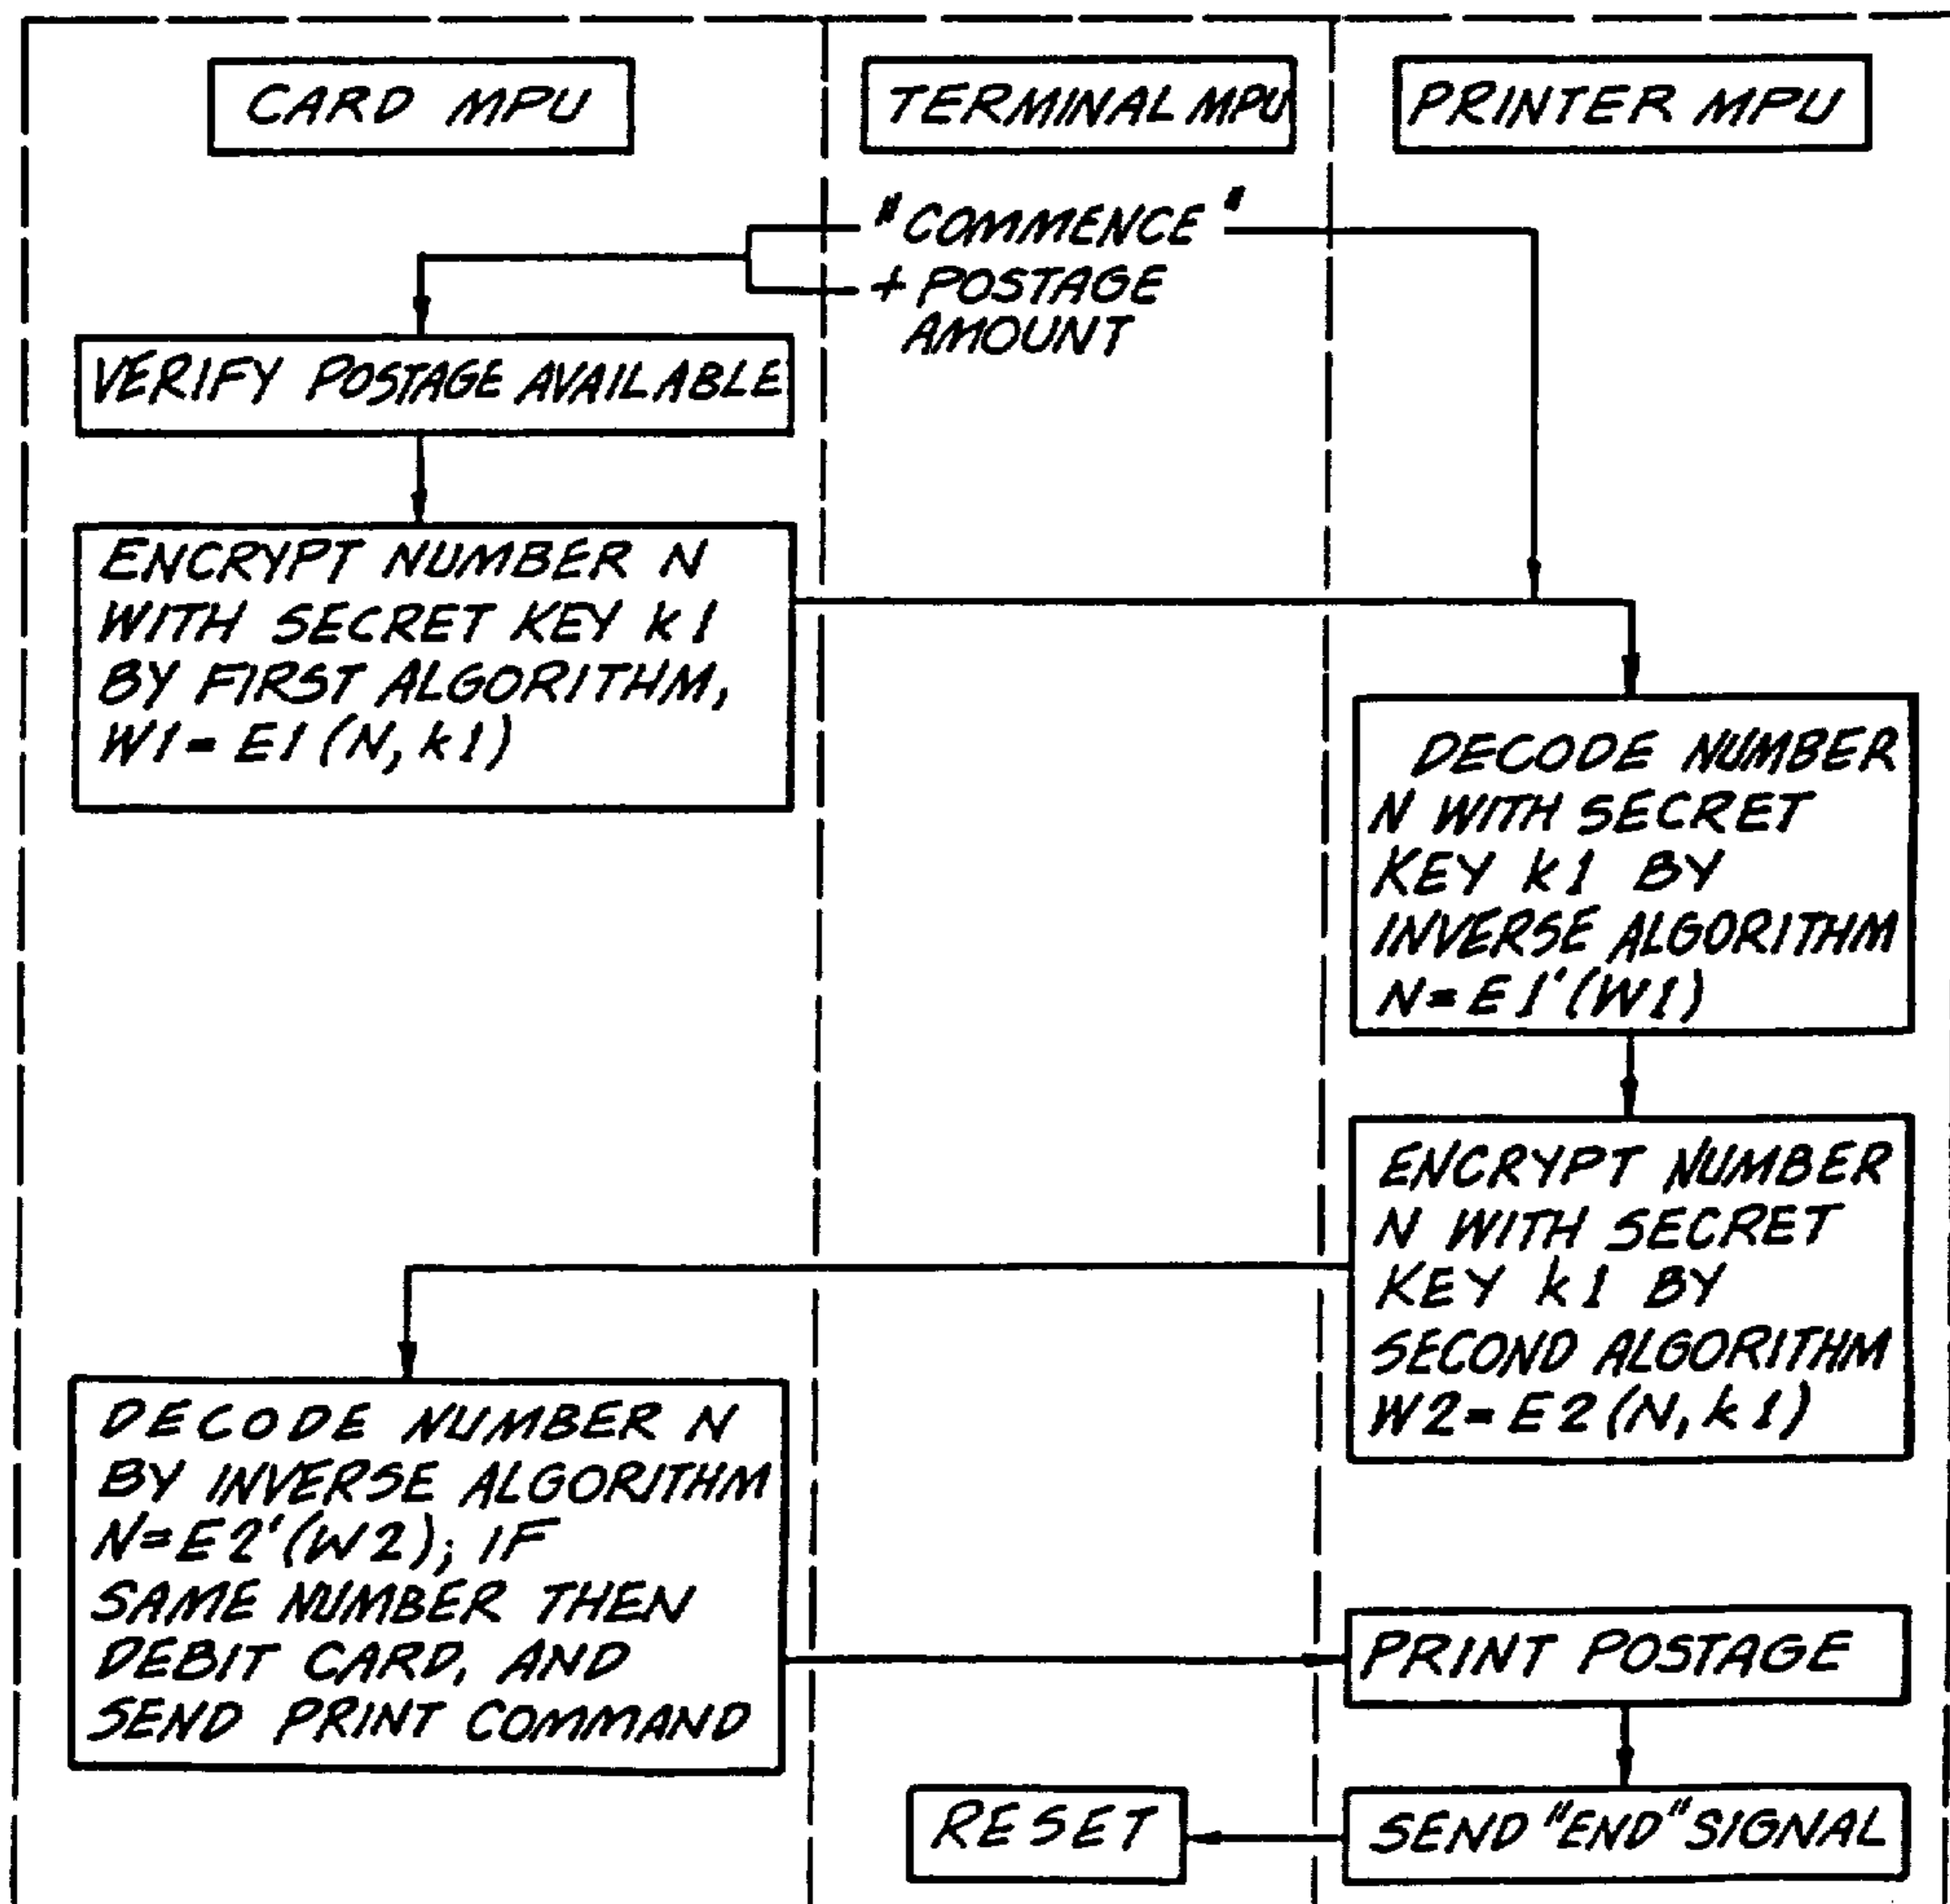 CARD MPU
TERMINAL MPU
PRINTER MPU
"COMMENCE"
+ POSTAGE
AMOUNT
VERIFY POSTAGE AVAILABLE
ENCRYPT NUMBER N
WITH SECRET KEY k1
BY FIRST ALGORITHM,
W1=E1(N,k1)
DECODE NUMBER
N WITH SECRET
KEY k1 BY
INVERSE ALGORITHM
N=E1'(W1)
ENCRYPT NUMBER
N WITH SECRET
KEY k1 BY
SECOND ALGORITHM
W2=E2(N,k1)
DECODE NUMBER N
BY INVERSE ALGORITHM
N=E2'(W2); IF
SAME NUMBER THEN
DEBIT CARD, AND
SEND PRINT COMMAND
PRINT POSTAGE
SEND "END" SIGNAL
RESET